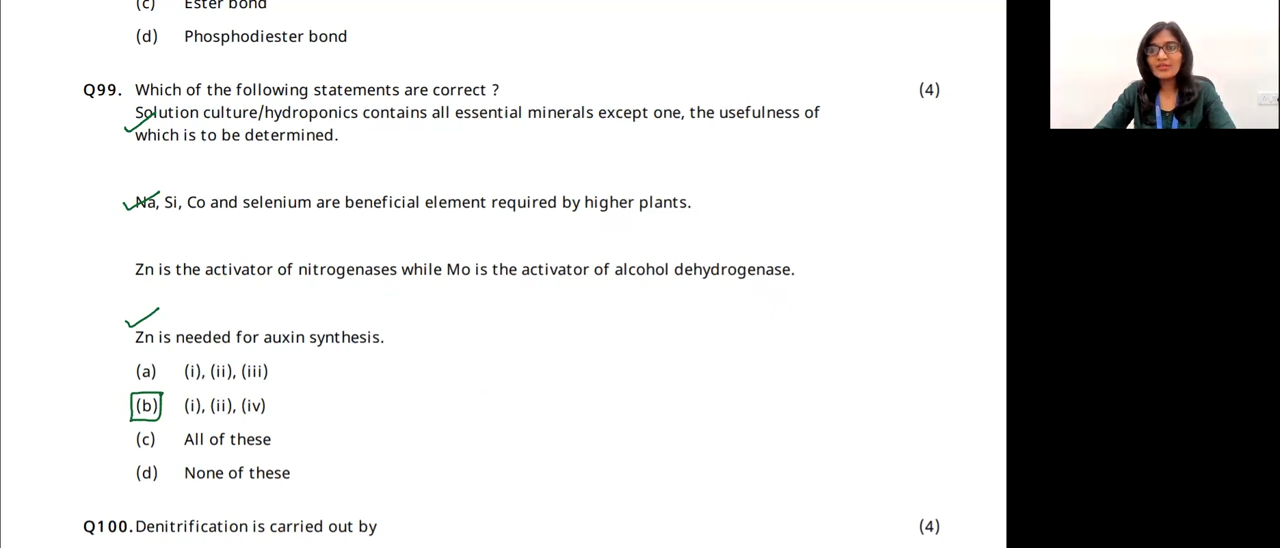 (c) Ester bond
(d) Phosphodiester bond
Q99. Which of the following statements are correct ? (4)
Solution culture/hydroponics contains all essential minerals except one, the usefulness of
which is to be determined.
Na, Si, Co and selenium are beneficial element required by higher plants.
Zn is the activator of nitrogenases while Mo is the activator of alcohol dehydrogenase.
Zn is needed for auxin synthesis.
(a) (i), (ii), (iii)
(b) (i), (ii), (iv)
(c) All of these
(d) None of these
Q100. Denitrification is carried out by (4)